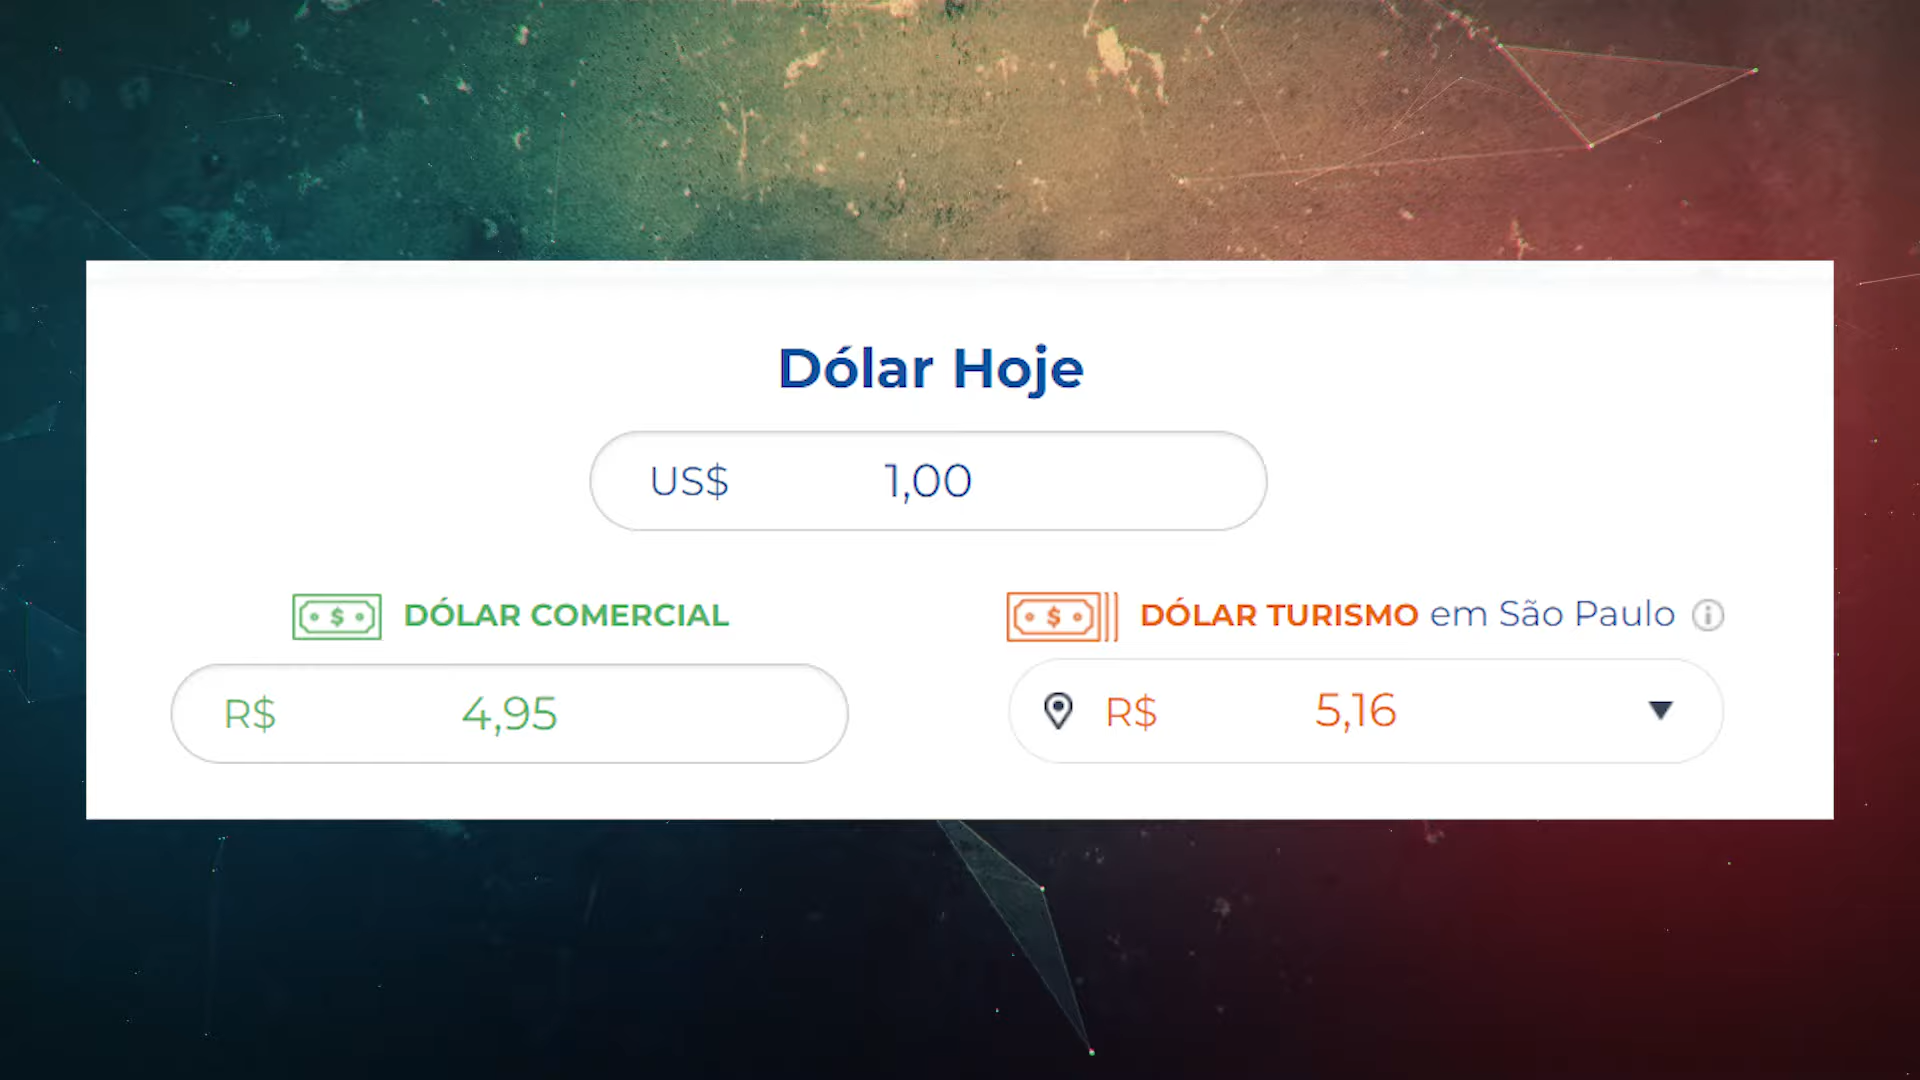 Dólar Hoje
US$ 1,00
DÓLAR COMERCIAL
R$ 4,95
DÓLAR TURISMO em São Paulo
R$ 5,16